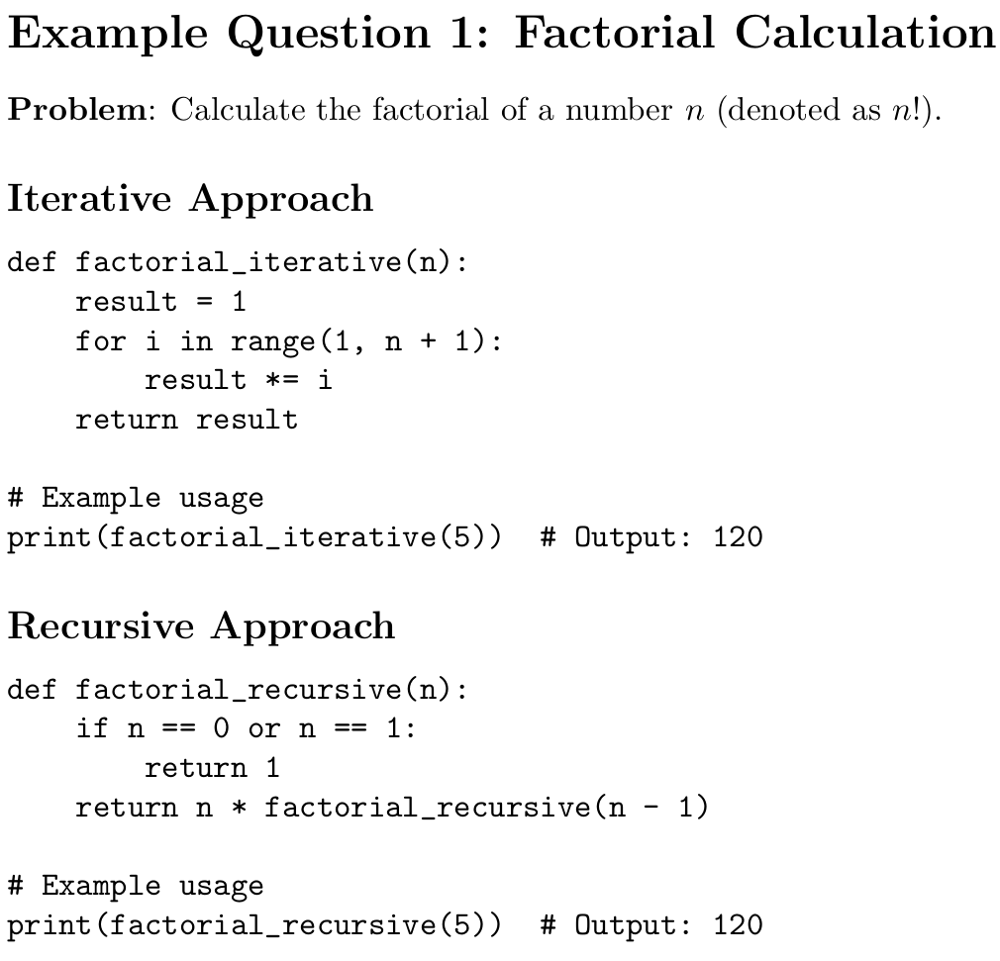 Example Question 1: Factorial Calculation
Problem: Calculate the factorial of a number n (denoted as n!).
Iterative Approach
def factorial_iterative(n):
    result = 1
    for i in range(1, n + 1):
        result *= i
    return result
# Example usage
print(factorial_iterative(5))  # Output: 120
Recursive Approach
def factorial_recursive(n):
    if n == 0 or n == 1:
        return 1
    return n * factorial_recursive(n - 1)
# Example usage
print(factorial_recursive(5))  # Output: 120